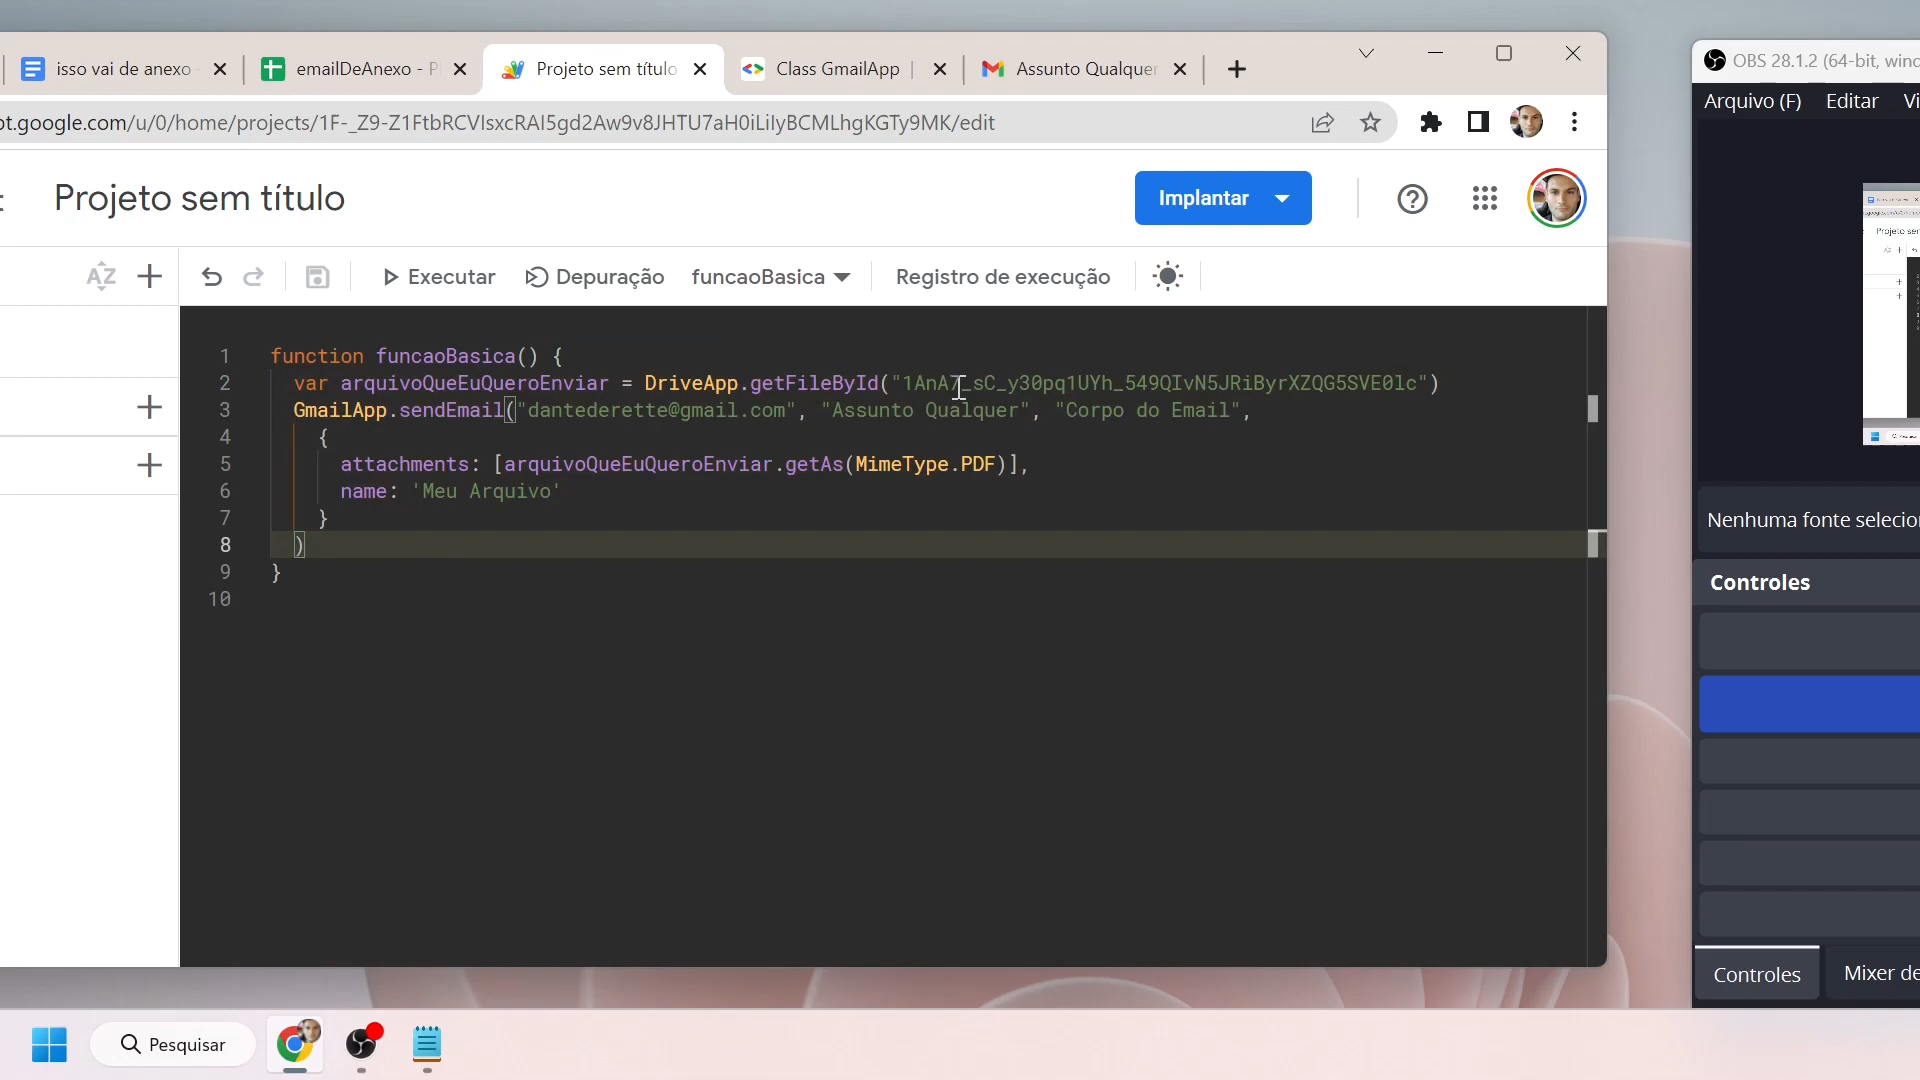 isso vai de anexo
emailDeAnexo - P
Projeto sem título
Class GmailApp |
Assunto Qualquer
OBS 28.1.2 (64-bit, winc
pt.google.com/u/0/home/projects/1F-_Z9-Z1FtbRCVIsxcRAI5gd2Aw9v8JHTU7aH0iLiIyBCMLhgKGTy9MK/edit
Arquivo (F) Editar Vi
Projeto sem título
Implantar
AZ
Executar
Depuração
funcaoBasica
Registro de execução
1 function funcaoBasica() {
2 var arquivoQueEuQueroEnviar = DriveApp.getFileById("1AnA7_sC_y30pq1UYh_549QIvN5JRiByrXZQG5SVE0lc")
3 GmailApp.sendEmail("dantederette@gmail.com", "Assunto Qualquer", "Corpo do Email",
4 {
5 attachments: [arquivoQueEuQueroEnviar.getAs(MimeType.PDF)],
6 name: 'Meu Arquivo'
7 }
8 )
9 }
10
Nenhuma fonte selecio
Controles
Controles
Mixer de
Pesquisar